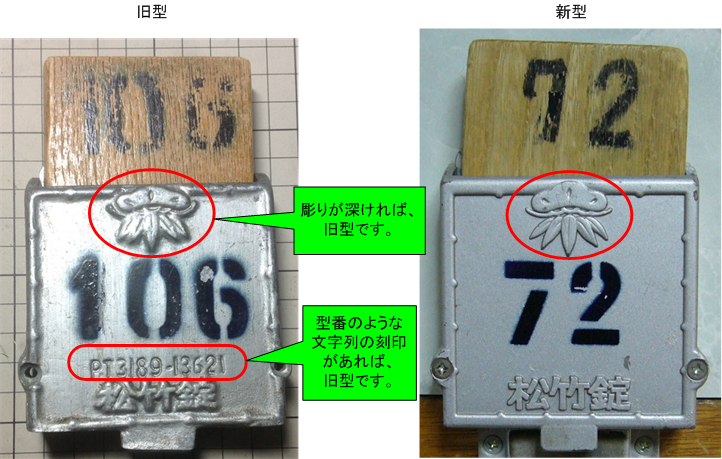 旧型
新型
106
72
彫りが深ければ、
旧型です。
106
72
型番のような
文字列の刻印
があれば、
旧型です。
PT3189-13621
松竹錠
松竹錠